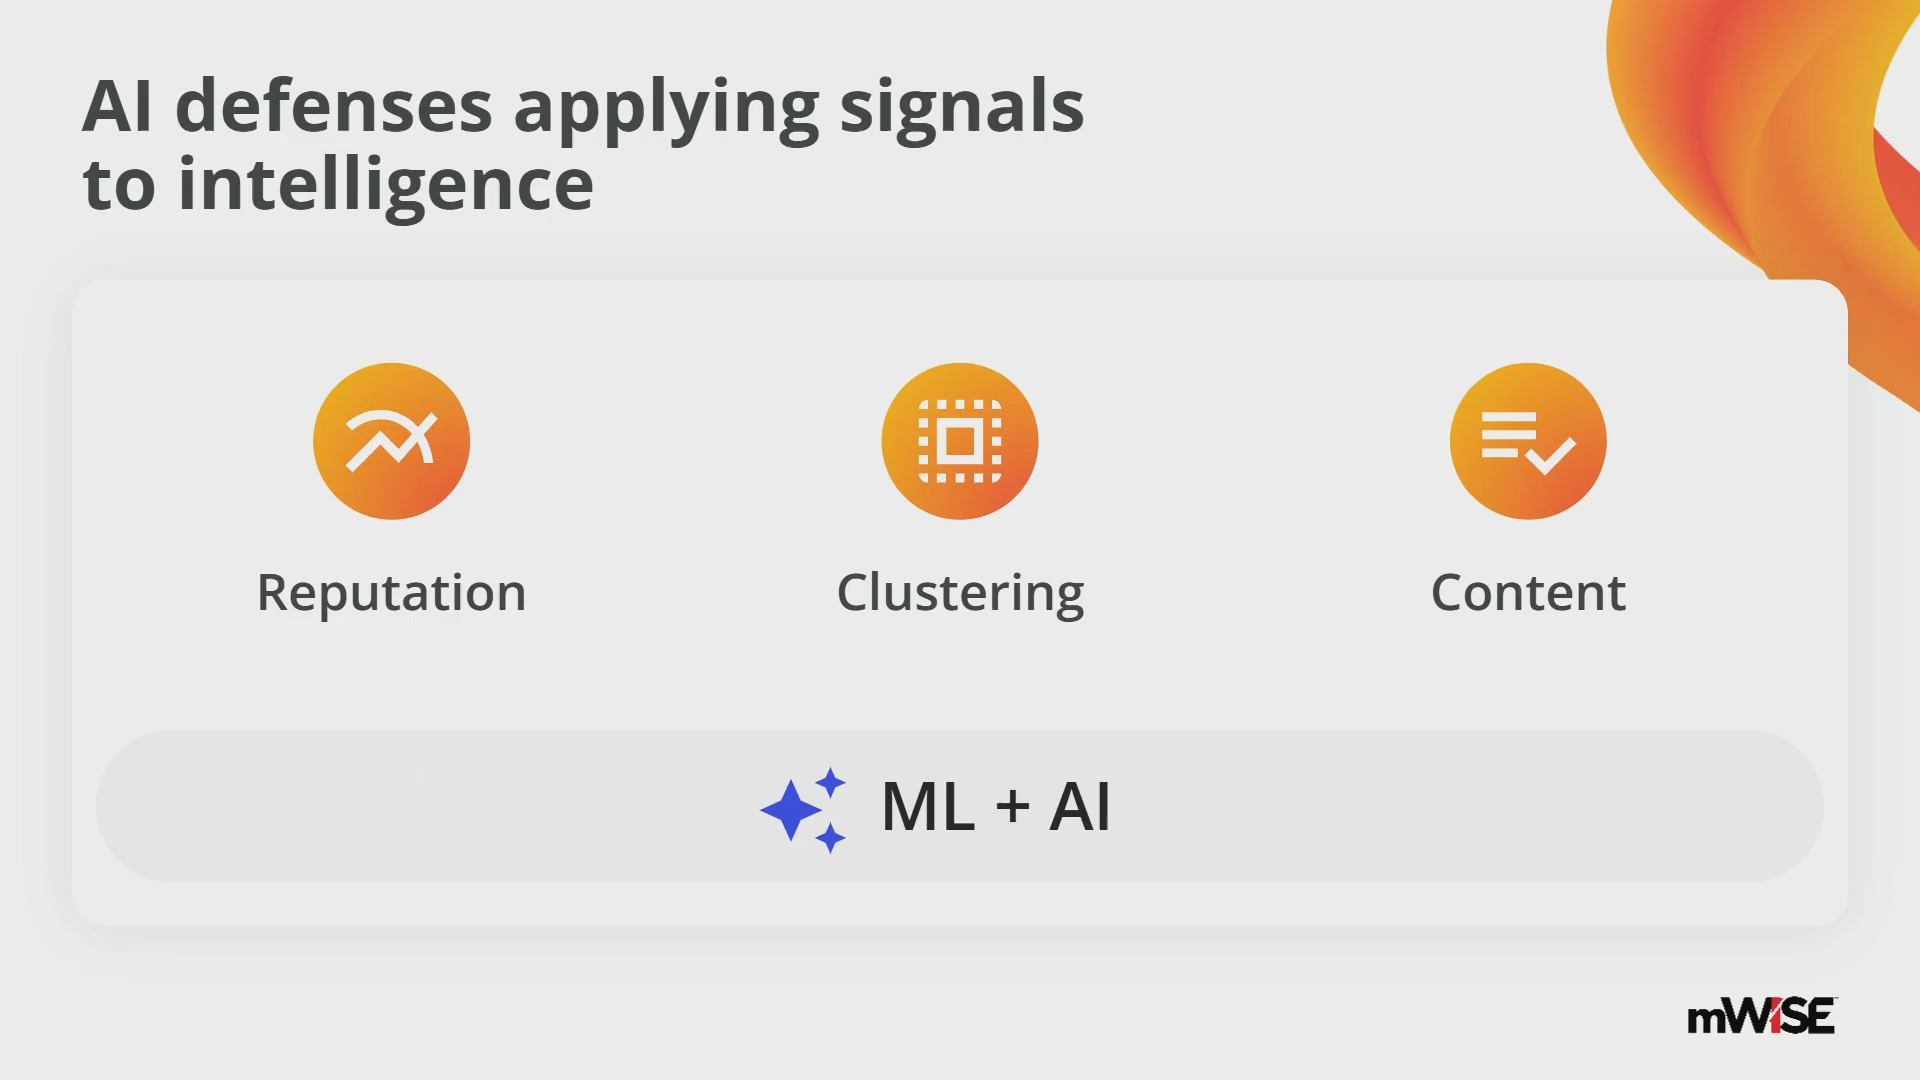 AI defenses applying signals
to intelligence
Reputation
Clustering
Content
ML + AI
mWISE